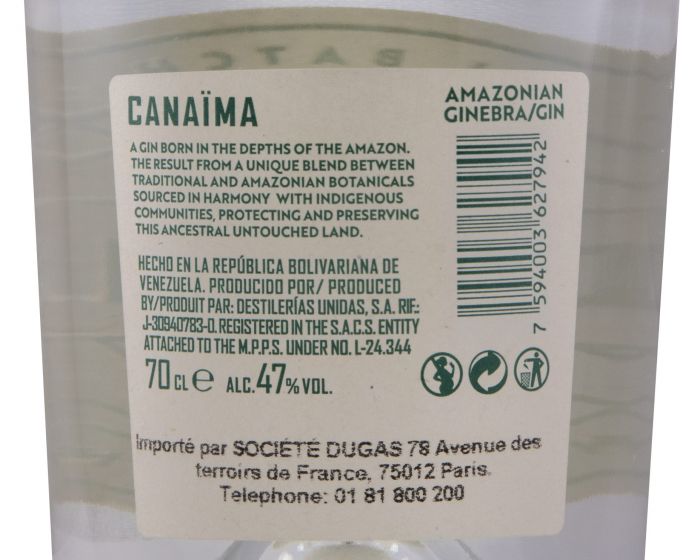 CANAÏMA
AMAZONIAN
GINEBRA/GIN
A GIN BORN IN THE DEPTHS OF THE AMAZON.
THE RESULT FROM A UNIQUE BLEND BETWEEN
TRADITIONAL AND AMAZONIAN BOTANICALS
SOURCED IN HARMONY WITH INDIGENOUS
COMMUNITIES, PROTECTING AND PRESERVING
THIS ANCESTRAL UNTOUCHED LAND.
HECHO EN LA REPÚBLICA BOLIVARIANA DE
VENEZUELA. PRODUCIDO POR/ PRODUCED
BY/PRODUIT PAR: DESTILERÍAS UNIDAS, S.A. RIF.:
J-30940783-0. REGISTERED IN THE S.A.C.S. ENTITY
ATTACHED TO THE M.P.P.S. UNDER NO. L-24.344
70 CL e ALC. 47% VOL.
7 594003 627942
Importé par SOCIÉTÉ DUGAS 78 Avenue des
terroirs de France, 75012 Paris.
Telephone: 01 81 800 200